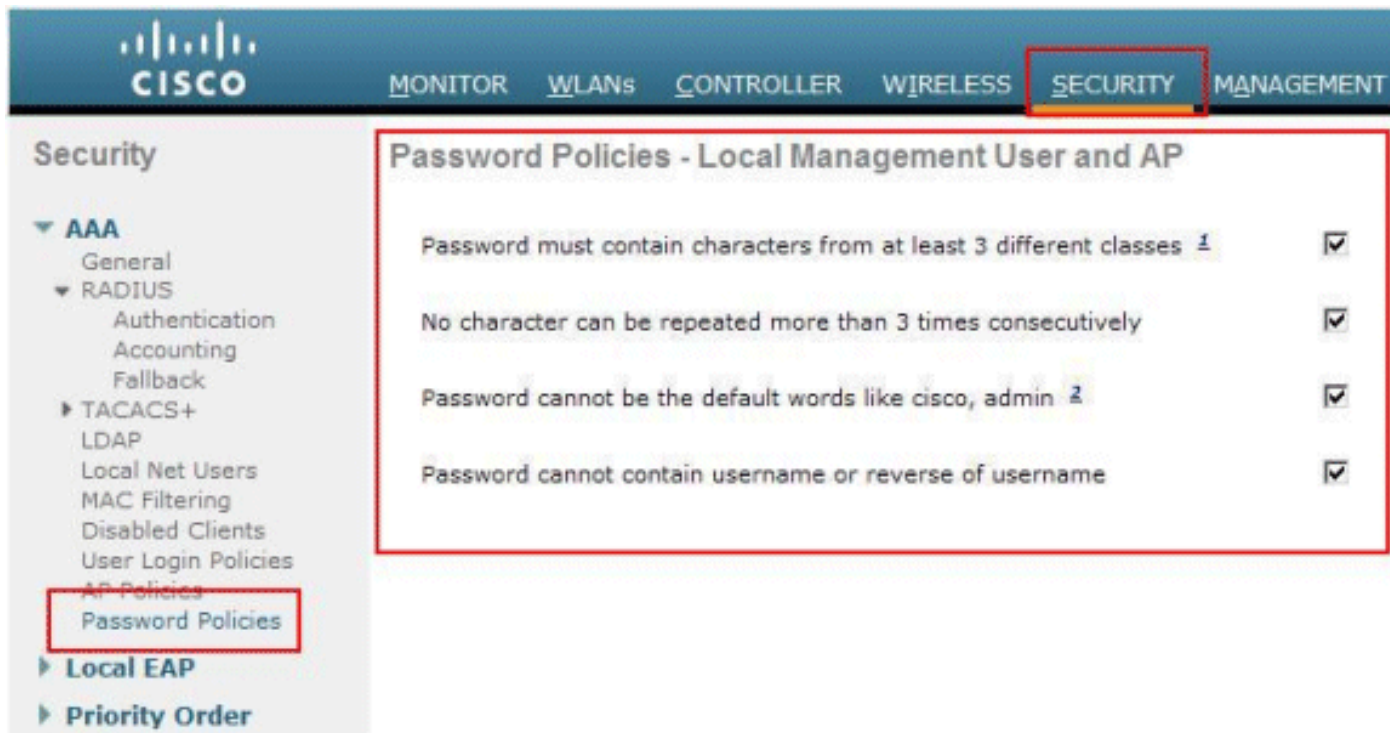 CISCO
MONITOR WLANs CONTROLLER WIRELESS SECURITY MANAGEMENT
Security
AAA
General
RADIUS
Authentication
Accounting
Fallback
TACACS+
LDAP
Local Net Users
MAC Filtering
Disabled Clients
User Login Policies
AP Policies
Password Policies
Local EAP
Priority Order
Password Policies - Local Management User and AP
Password must contain characters from at least 3 different classes 1
No character can be repeated more than 3 times consecutively
Password cannot be the default words like cisco, admin 2
Password cannot contain username or reverse of username